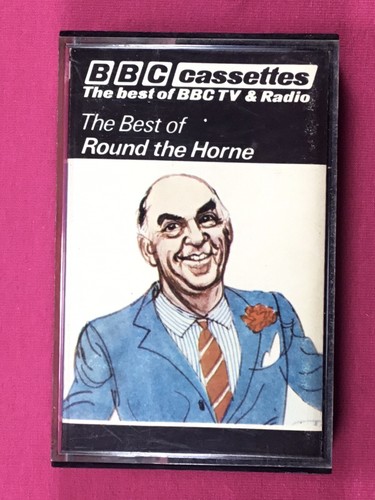 BBC cassettes
The best of BBC TV & Radio
The Best of
Round the Horne